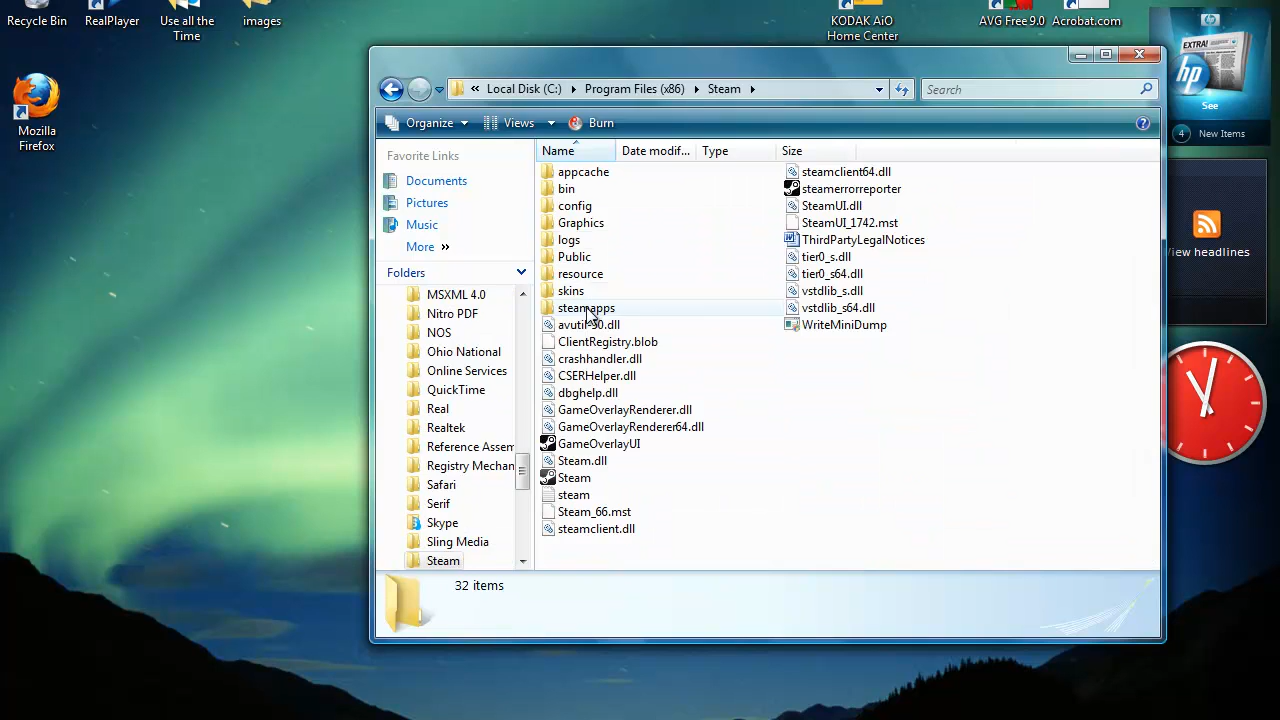 Recycle Bin
RealPlayer
Use all the
Time
images
KODAK AiO
Home Center
AVG Free 9.0
Acrobat.com
Mozilla
Firefox
« Local Disk (C:) Program Files (x86) Steam
Search
Organize Views Burn
Favorite Links
Documents
Pictures
Music
More »
Folders
MSXML 4.0
Nitro PDF
NOS
Ohio National
Online Services
QuickTime
Real
Realtek
Reference Assem
Registry Mechan
Safari
Serif
Skype
Sling Media
Steam
Name Date modif... Type Size
appcache
bin
config
Graphics
logs
Public
resource
skins
steamapps
ClientRegistry.blob
crashhandler.dll
CSERHelper.dll
dbghelp.dll
GameOverlayRenderer.dll
GameOverlayRenderer64.dll
GameOverlayUI
Steam.dll
Steam
steam
Steam_66.mst
steamclient.dll
steamclient64.dll
steamerrorreporter
SteamUI.dll
SteamUI_1742.mst
ThirdPartyLegalNotices
tier0_s.dll
tier0_s64.dll
vstdlib_s.dll
vstdlib_s64.dll
WriteMiniDump
32 items
EXTRA!
hp
See
4 New Items
View headlines